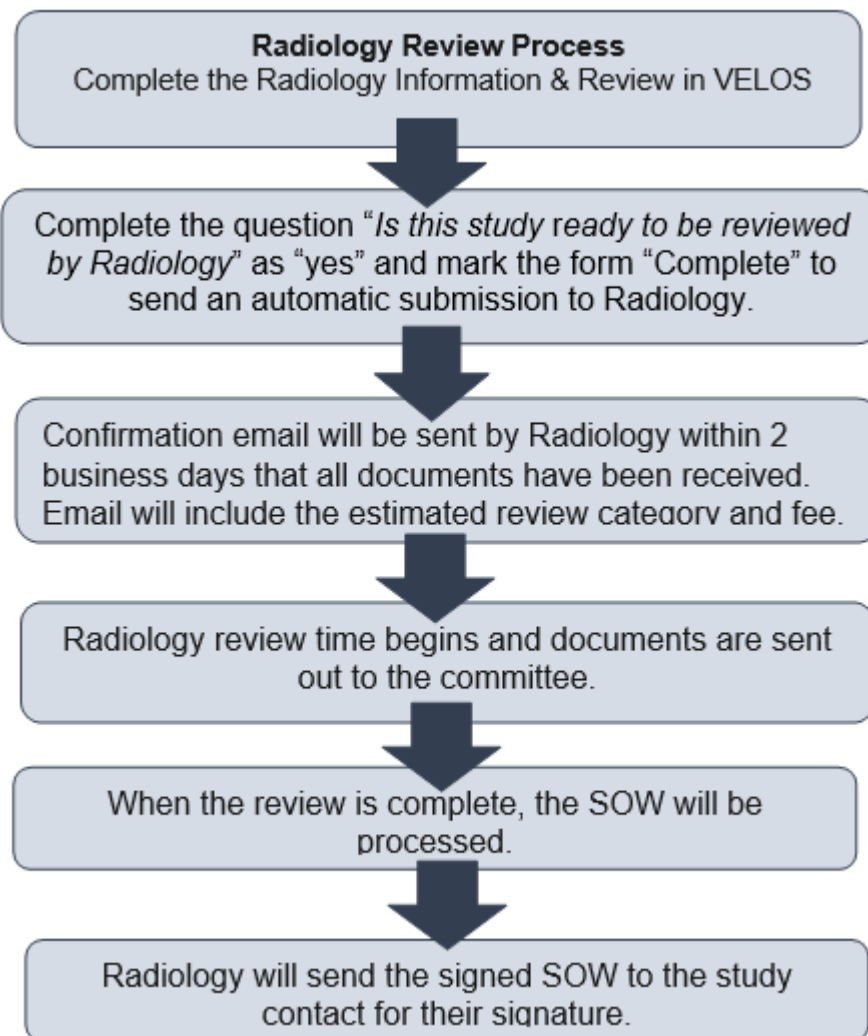 Radiology Review Process
Complete the Radiology Information & Review in VELOS
Complete the question “Is this study ready to be reviewed
by Radiology” as “yes” and mark the form “Complete” to
send an automatic submission to Radiology.
Confirmation email will be sent by Radiology within 2
business days that all documents have been received.
Email will include the estimated review category and fee.
Radiology review time begins and documents are sent
out to the committee.
When the review is complete, the SOW will be
processed.
Radiology will send the signed SOW to the study
contact for their signature.